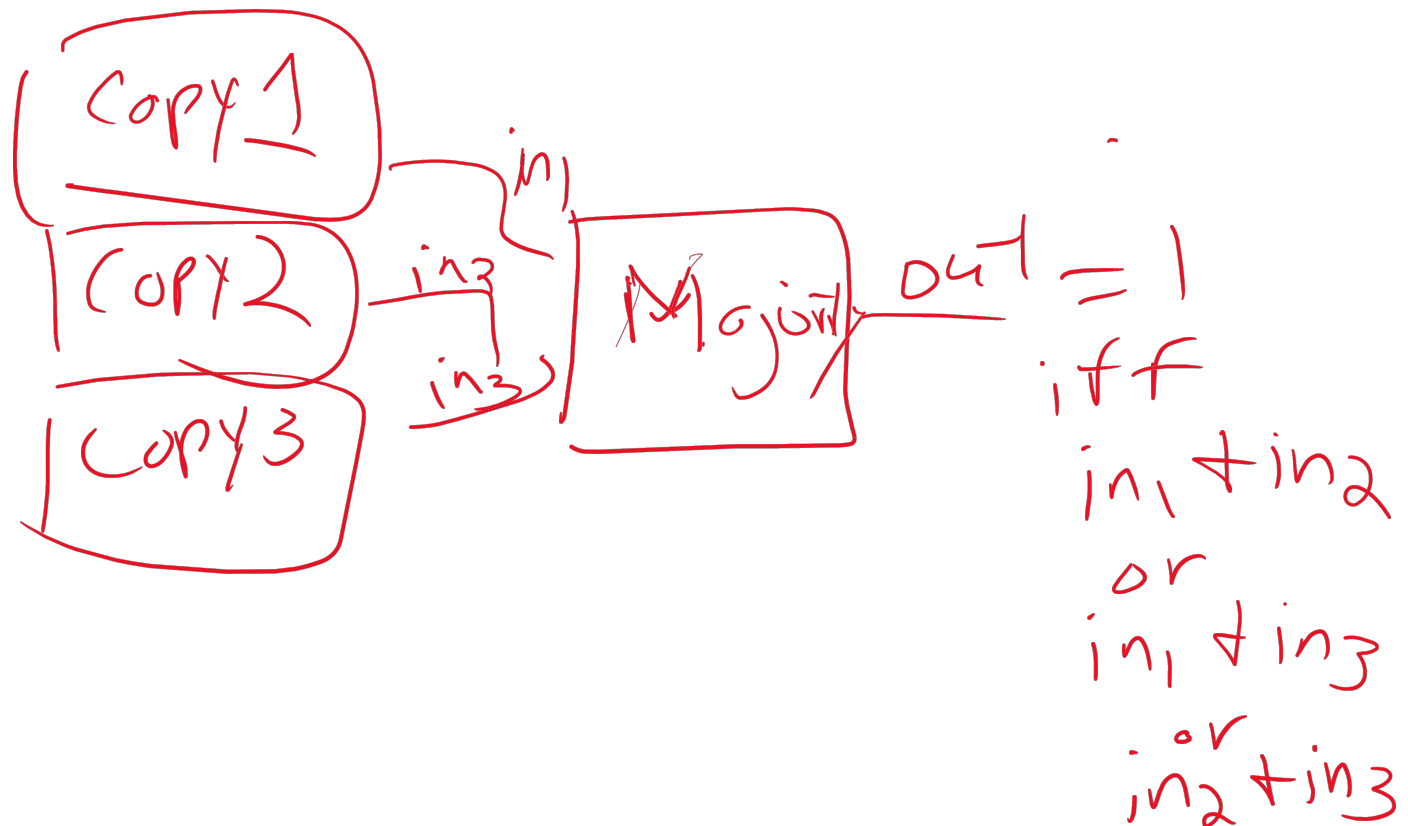 Copy 1
in1
Copy 2
in2
in3
Copy 3
Majority
out = 1
iff
in1 + in2
or
in1 + in3
or
in2 + in3